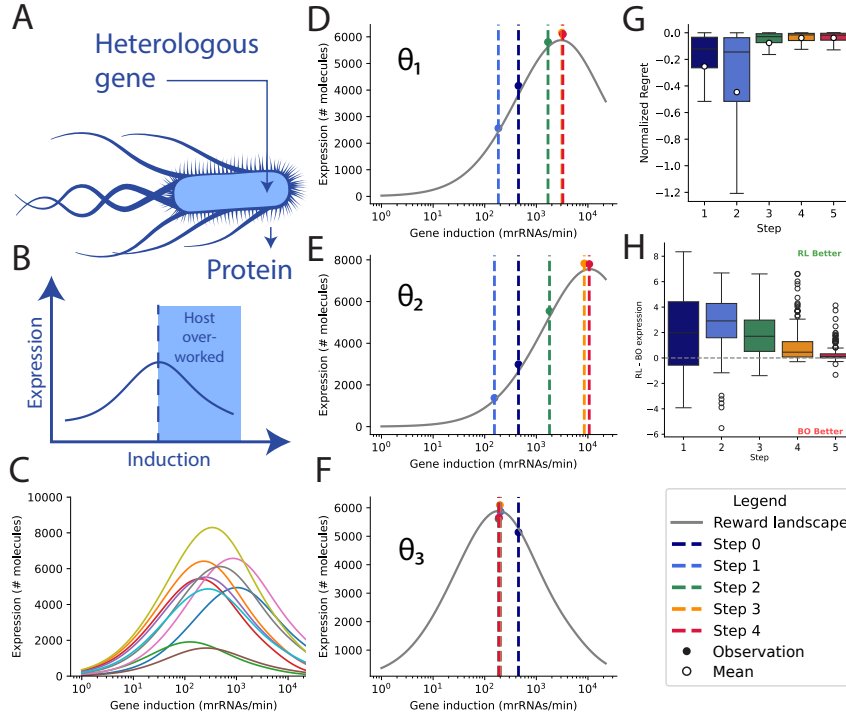 A
Heterologous
gene
Protein
B
Expression
Host
over-
worked
Induction
C
Expression (# molecules)
10000
8000
6000
4000
2000
0
10⁰
10¹
10²
10³
10⁴
Gene induction (mrRNAs/min)
D
θ₁
Expression (# molecules)
6000
5000
4000
3000
2000
1000
0
10⁰
10¹
10²
10³
10⁴
Gene induction (mrRNAs/min)
E
θ₂
Expression (# molecules)
8000
6000
4000
2000
0
10⁰
10¹
10²
10³
10⁴
Gene induction (mrRNAs/min)
F
θ₃
Expression (# molecules)
6000
5000
4000
3000
2000
1000
10⁰
10¹
10²
10³
10⁴
Gene induction (mrRNAs/min)
G
Normalized Regret
0.0
−0.2
−0.4
−0.6
−0.8
−1.0
−1.2
1
2
3
4
5
Step
H
RL Better
RL - BO expression
8
6
4
2
0
−2
−4
−6
BO Better
1
2
3
4
5
Step
Legend
Reward landscape
Step 0
Step 1
Step 2
Step 3
Step 4
Observation
Mean